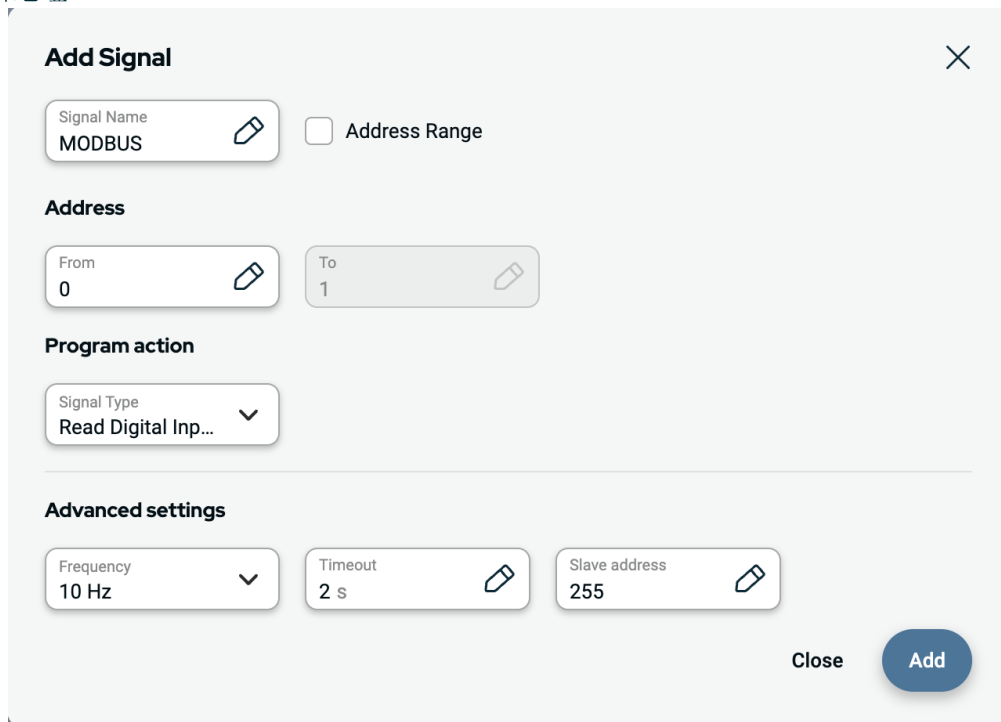 Add Signal
Signal Name
MODBUS
Address Range
Address
From
0
To
1
Program action
Signal Type
Read Digital Inp...
Advanced settings
Frequency
10 Hz
Timeout
2 s
Slave address
255
Close
Add